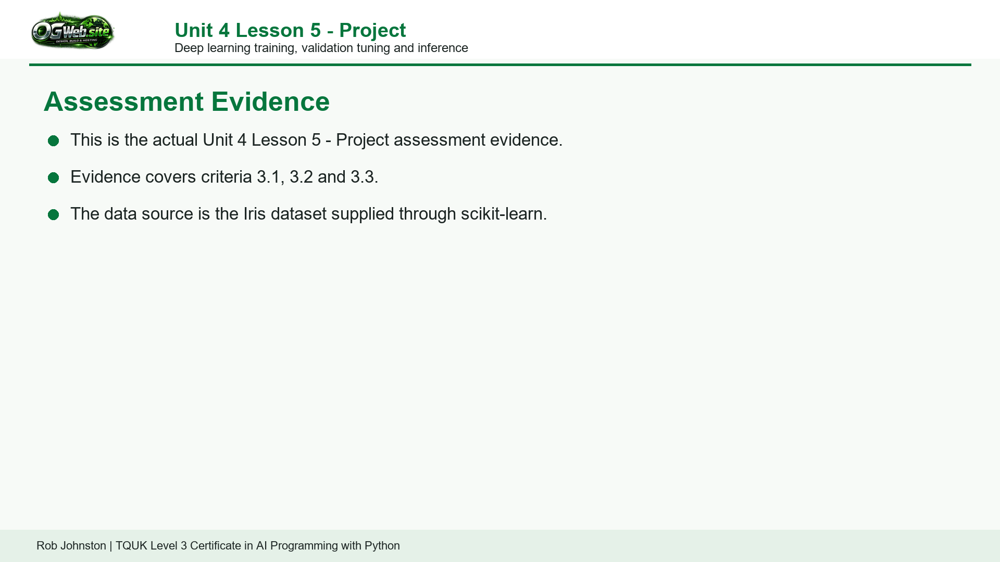 OGWeb.site
DESIGN, BUILD & HOSTING
Unit 4 Lesson 5 - Project
Deep learning training, validation tuning and inference
Assessment Evidence
This is the actual Unit 4 Lesson 5 - Project assessment evidence.
Evidence covers criteria 3.1, 3.2 and 3.3.
The data source is the Iris dataset supplied through scikit-learn.
Rob Johnston | TQUK Level 3 Certificate in AI Programming with Python